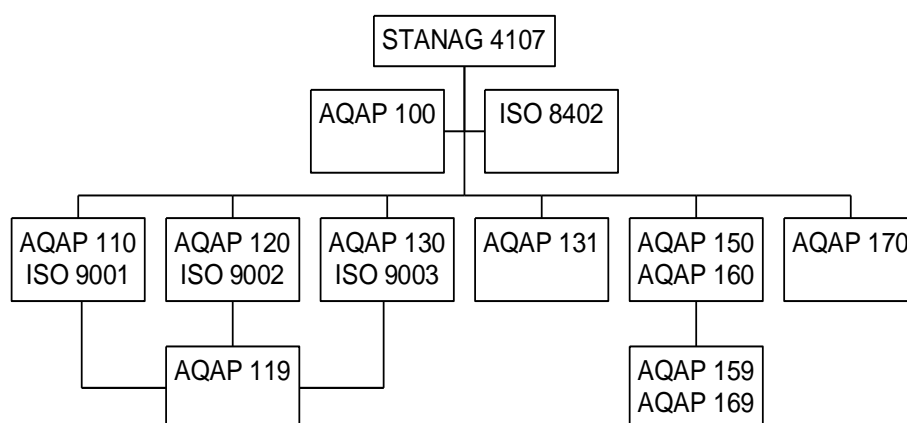 STANAG 4107
AQAP 100
ISO 8402
AQAP 110
ISO 9001
AQAP 120
ISO 9002
AQAP 130
ISO 9003
AQAP 131
AQAP 150
AQAP 160
AQAP 170
AQAP 119
AQAP 159
AQAP 169